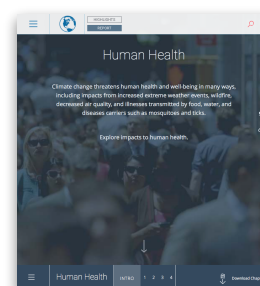 HIGHLIGHTS
REPORT
Human Health
Climate change threatens human health and well-being in many ways,
including impacts from increased extreme weather events, wildfire,
decreased air quality, and illnesses transmitted by food, water, and
diseases carriers such as mosquitoes and ticks.
Explore impacts to human health.
Human Health INTRO 1 2 3 4 Download Chap